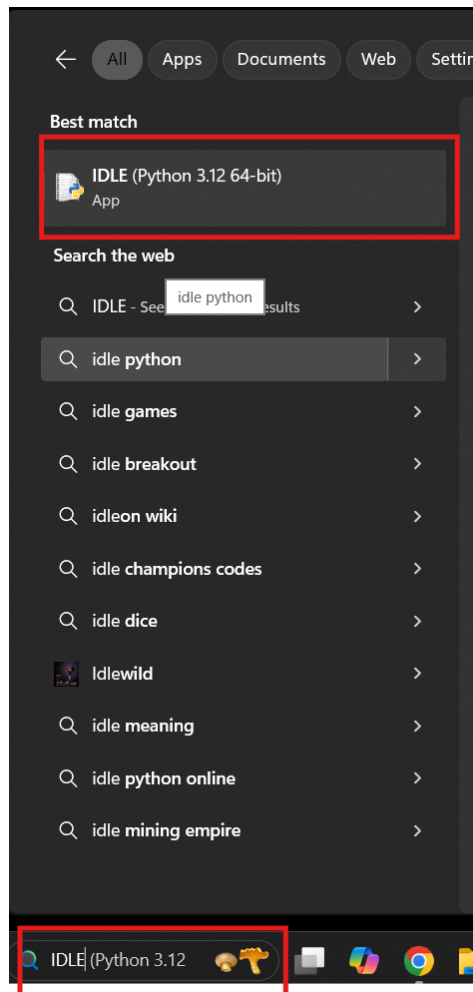 All Apps Documents Web Settin
Best match
IDLE (Python 3.12 64-bit)
App
Search the web
IDLE - See esults
idle python
idle python
idle games
idle breakout
idleon wiki
idle champions codes
idle dice
Idlewild
idle meaning
idle python online
idle mining empire
IDLE (Python 3.12